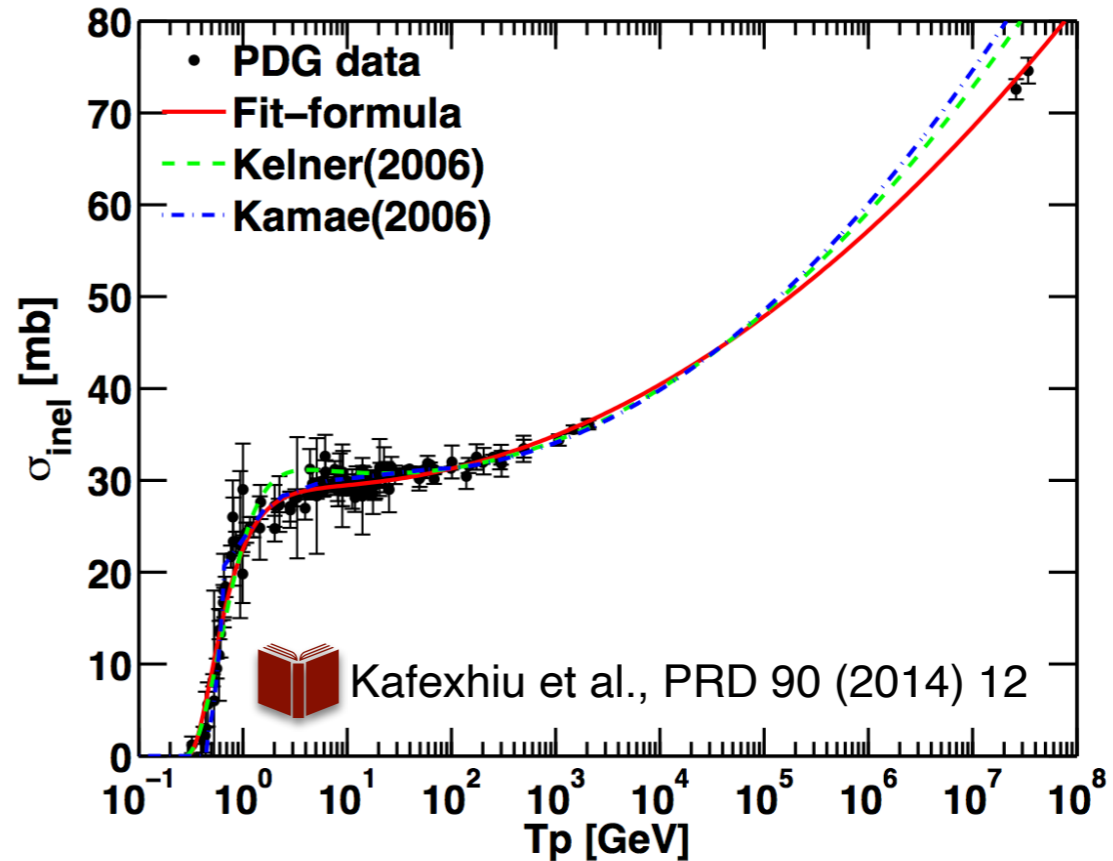 80
70
60
50
40
30
20
10
0
σinel [mb]
PDG data
Fit–formula
Kelner(2006)
Kamae(2006)
Kafexhiu et al., PRD 90 (2014) 12
10⁻¹ 10⁰ 10¹ 10² 10³ 10⁴ 10⁵ 10⁶ 10⁷ 10⁸
Tp [GeV]